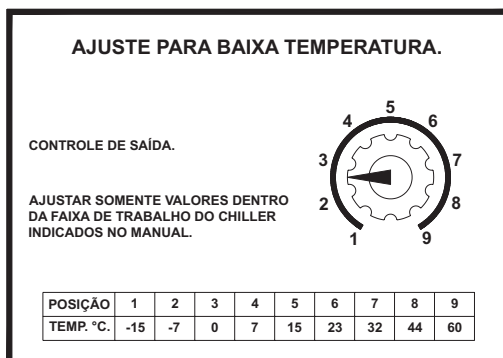 AJUSTE PARA BAIXA TEMPERATURA.
CONTROLE DE SAÍDA.
AJUSTAR SOMENTE VALORES DENTRO
DA FAIXA DE TRABALHO DO CHILLER
INDICADOS NO MANUAL.
1
2
3
4
5
6
7
8
9
POSIÇÃO 1 2 3 4 5 6 7 8 9
TEMP. °C. -15 -7 0 7 15 23 32 44 60